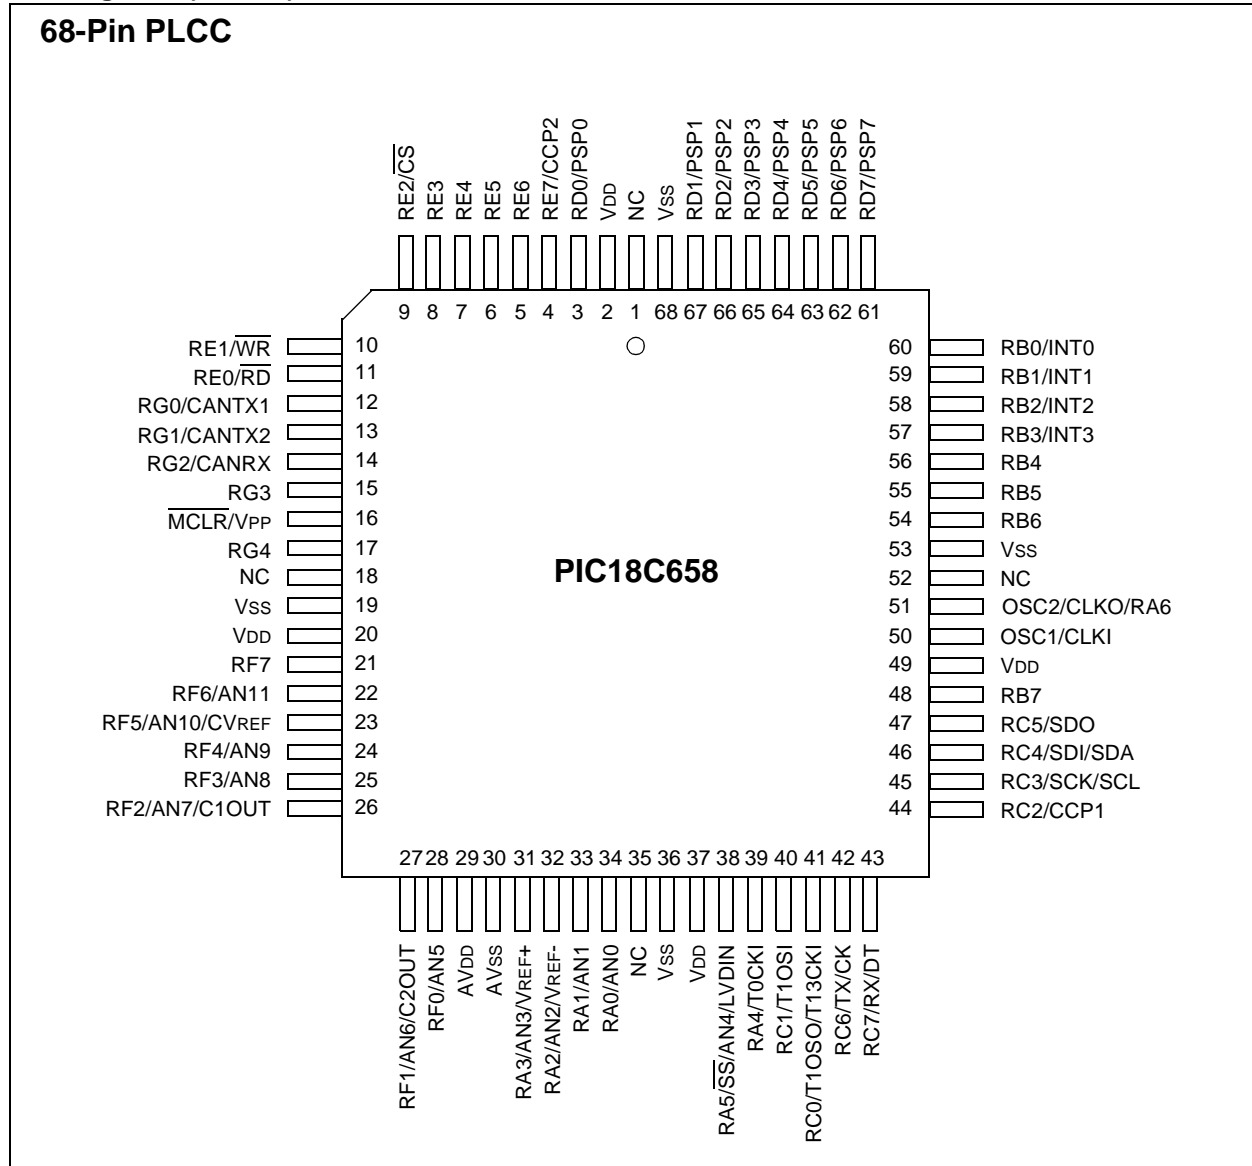 68-Pin PLCC
RE2/CS
RE3
RE4
RE5
RE6
RE7/CCP2
RD0/PSP0
VDD
NC
VSS
RD1/PSP1
RD2/PSP2
RD3/PSP3
RD4/PSP4
RD5/PSP5
RD6/PSP6
RD7/PSP7
9 8 7 6 5 4 3 2 1 68 67 66 65 64 63 62 61
RE1/WR 10
RE0/RD 11
RG0/CANTX1 12
RG1/CANTX2 13
RG2/CANRX 14
RG3 15
MCLR/VPP 16
RG4 17
NC 18
VSS 19
VDD 20
RF7 21
RF6/AN11 22
RF5/AN10/CVREF 23
RF4/AN9 24
RF3/AN8 25
RF2/AN7/C1OUT 26
PIC18C658
60 RB0/INT0
59 RB1/INT1
58 RB2/INT2
57 RB3/INT3
56 RB4
55 RB5
54 RB6
53 VSS
52 NC
51 OSC2/CLKO/RA6
50 OSC1/CLKI
49 VDD
48 RB7
47 RC5/SDO
46 RC4/SDI/SDA
45 RC3/SCK/SCL
44 RC2/CCP1
27 28 29 30 31 32 33 34 35 36 37 38 39 40 41 42 43
RF1/AN6/C2OUT
RF0/AN5
AVDD
AVSS
RA3/AN3/VREF+
RA2/AN2/VREF-
RA1/AN1
RA0/AN0
NC
VSS
VDD
RA5/SS/AN4/LVDIN
RA4/T0CKI
RC1/T1OSI
RC0/T1OSO/T13CKI
RC6/TX/CK
RC7/RX/DT